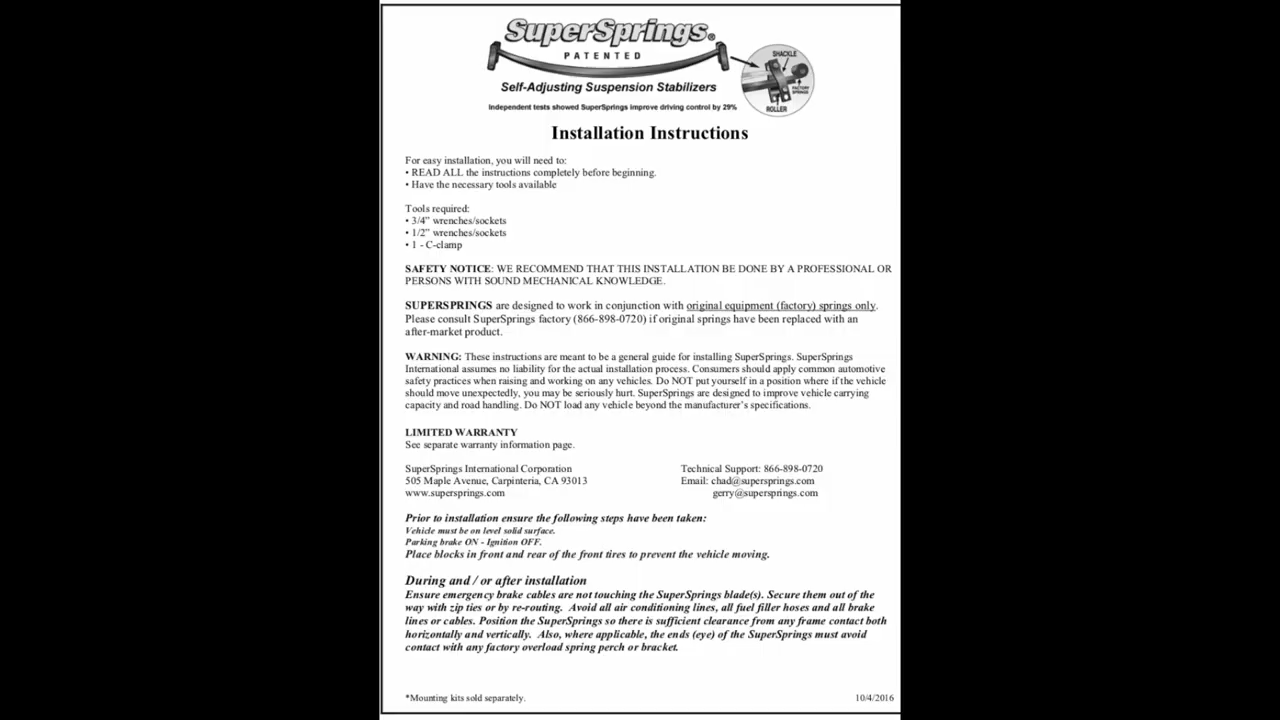 SuperSprings®
PATENTED
Self-Adjusting Suspension Stabilizers
Independent tests showed SuperSprings improve driving control by 29%
SHACKLE
FACTORY
SPRINGS
ROLLER
Installation Instructions
For easy installation, you will need to:
• READ ALL the instructions completely before beginning.
• Have the necessary tools available
Tools required:
• 3/4” wrenches/sockets
• 1/2” wrenches/sockets
• 1 - C-clamp
SAFETY NOTICE: WE RECOMMEND THAT THIS INSTALLATION BE DONE BY A PROFESSIONAL OR
PERSONS WITH SOUND MECHANICAL KNOWLEDGE.
SUPERSPRINGS are designed to work in conjunction with original equipment (factory) springs only.
Please consult SuperSprings factory (866-898-0720) if original springs have been replaced with an
after-market product.
WARNING: These instructions are meant to be a general guide for installing SuperSprings. SuperSprings
International assumes no liability for the actual installation process. Consumers should apply common automotive
safety practices when raising and working on any vehicles. Do NOT put yourself in a position where if the vehicle
should move unexpectedly, you may be seriously hurt. SuperSprings are designed to improve vehicle carrying
capacity and road handling. Do NOT load any vehicle beyond the manufacturer’s specifications.
LIMITED WARRANTY
See separate warranty information page.
SuperSprings International Corporation
505 Maple Avenue, Carpinteria, CA 93013
www.supersprings.com
Technical Support: 866-898-0720
Email: chad@supersprings.com
gerry@supersprings.com
Prior to installation ensure the following steps have been taken:
Vehicle must be on level solid surface.
Parking brake ON - Ignition OFF.
Place blocks in front and rear of the front tires to prevent the vehicle moving.
During and / or after installation
Ensure emergency brake cables are not touching the SuperSprings blade(s). Secure them out of the
way with zip ties or by re-routing. Avoid all air conditioning lines, all fuel filler hoses and all brake
lines or cables. Position the SuperSprings so there is sufficient clearance from any frame contact both
horizontally and vertically. Also, where applicable, the ends (eye) of the SuperSprings must avoid
contact with any factory overload spring perch or bracket.
*Mounting kits sold separately.
10/4/2016